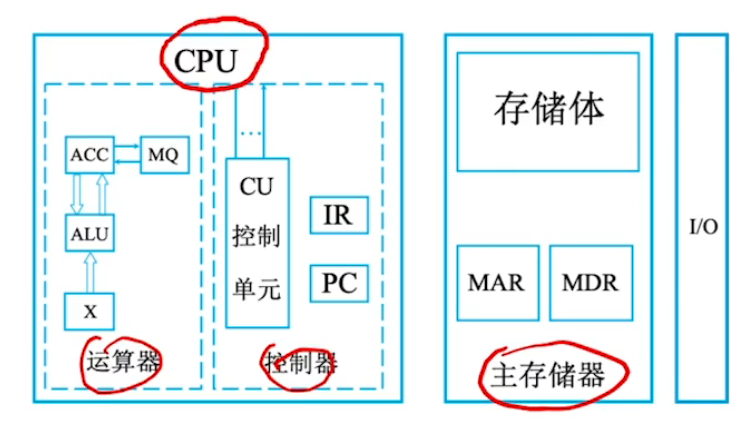 CPU
ACC
MQ
ALU
X
运算器
...
CU
控制
单元
IR
PC
控制器
存储体
MAR
MDR
主存储器
I/O